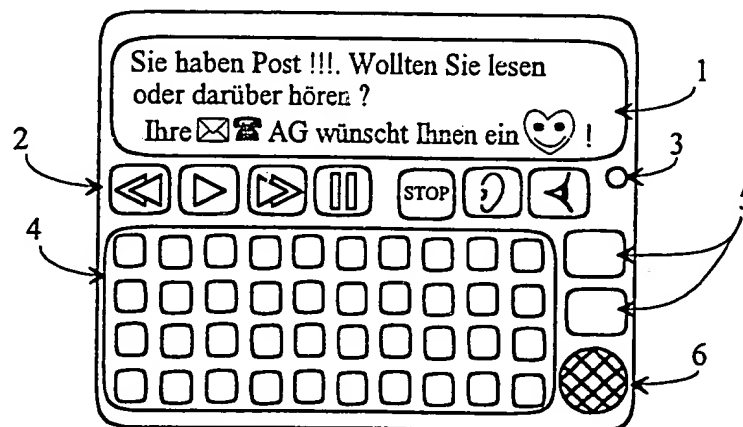 Sie haben Post !!!. Wollten Sie lesen
oder darüber hören ?
Ihre ✉ ☎ AG wünscht Ihnen ein !
1
2
3
STOP
4
5
6